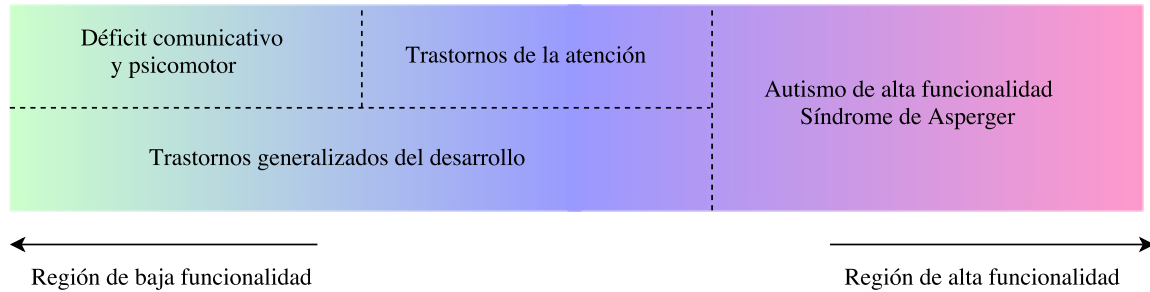 Déficit comunicativo
y psicomotor
Trastornos de la atención
Autismo de alta funcionalidad
Síndrome de Asperger
Trastornos generalizados del desarrollo
Región de baja funcionalidad
Región de alta funcionalidad